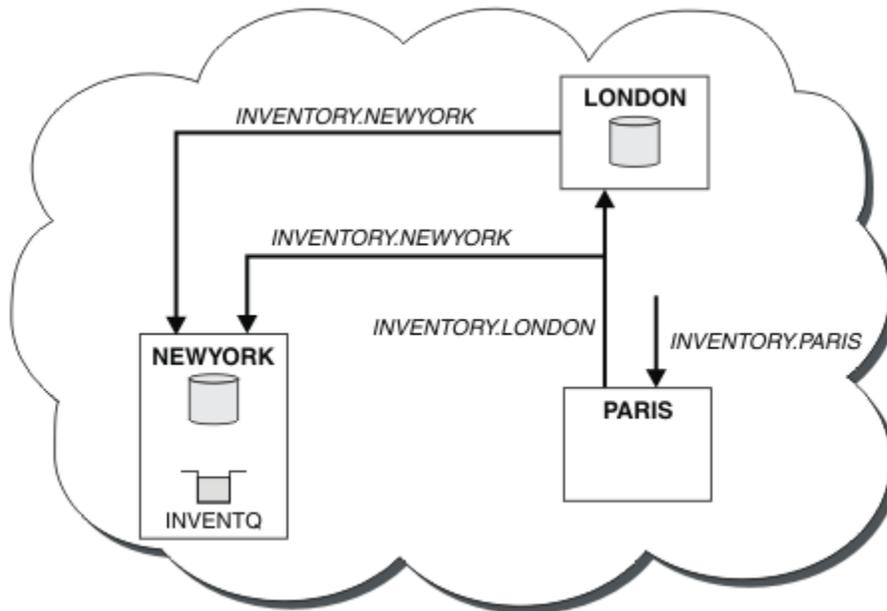 LONDON
INVENTORY.NEWYORK
INVENTORY.NEWYORK
INVENTORY.LONDON
INVENTORY.PARIS
NEWYORK
PARIS
INVENTQ